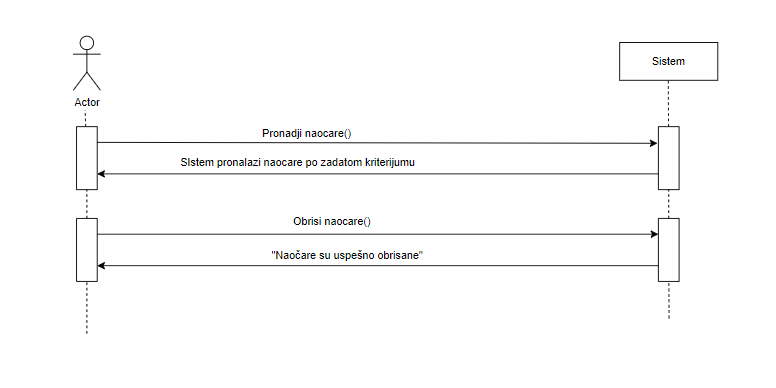 Sistem
Actor
Pronadji naocare()
SIstem pronalazi naocare po zadatom kriterijumu
Obrisi naocare()
"Naočare su uspešno obrisane"